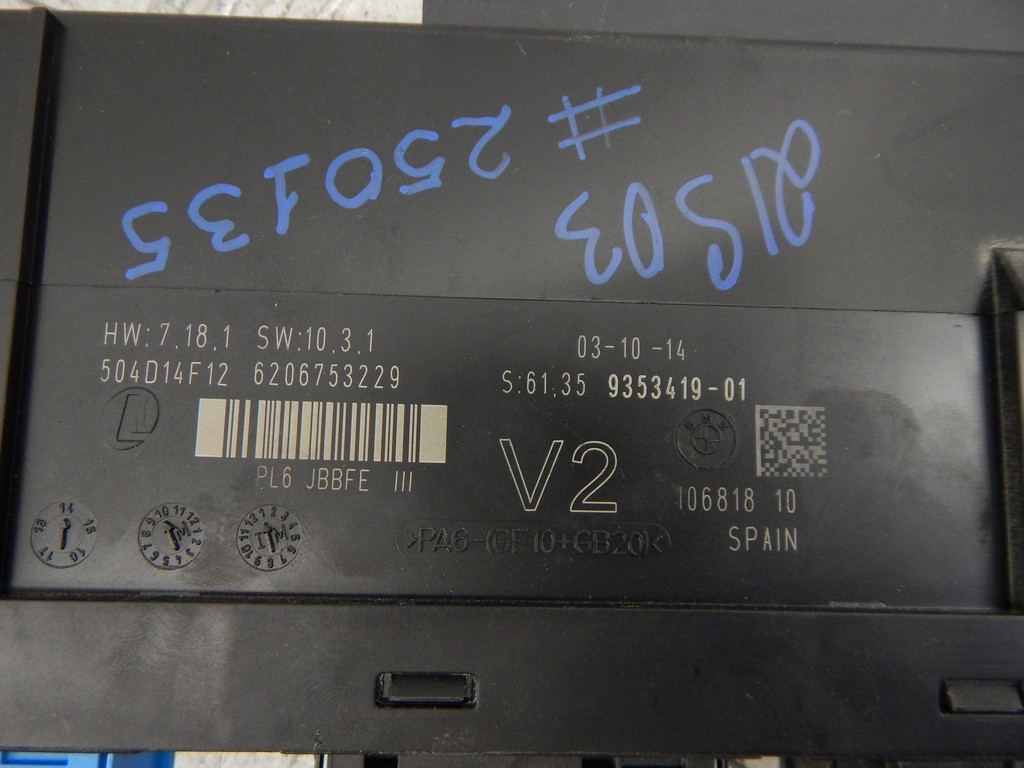 # 250135
21503
HW: 7.18.1 SW:10.3.1
03-10-14
504D14F12 6206753229
S:61.35 9353419-01
BMW
PL6 JBBFE III
V2
106818 10
>PA6-(GF10+GB20)<
SPAIN